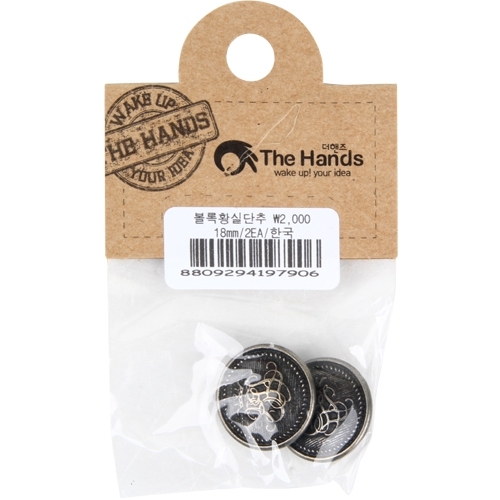 WAKE UP!
THE HANDS
YOUR IDEA
더핸즈
The Hands
wake up! your idea
볼록황실단추 ₩2,000
18mm/2EA/한국
8809294197906